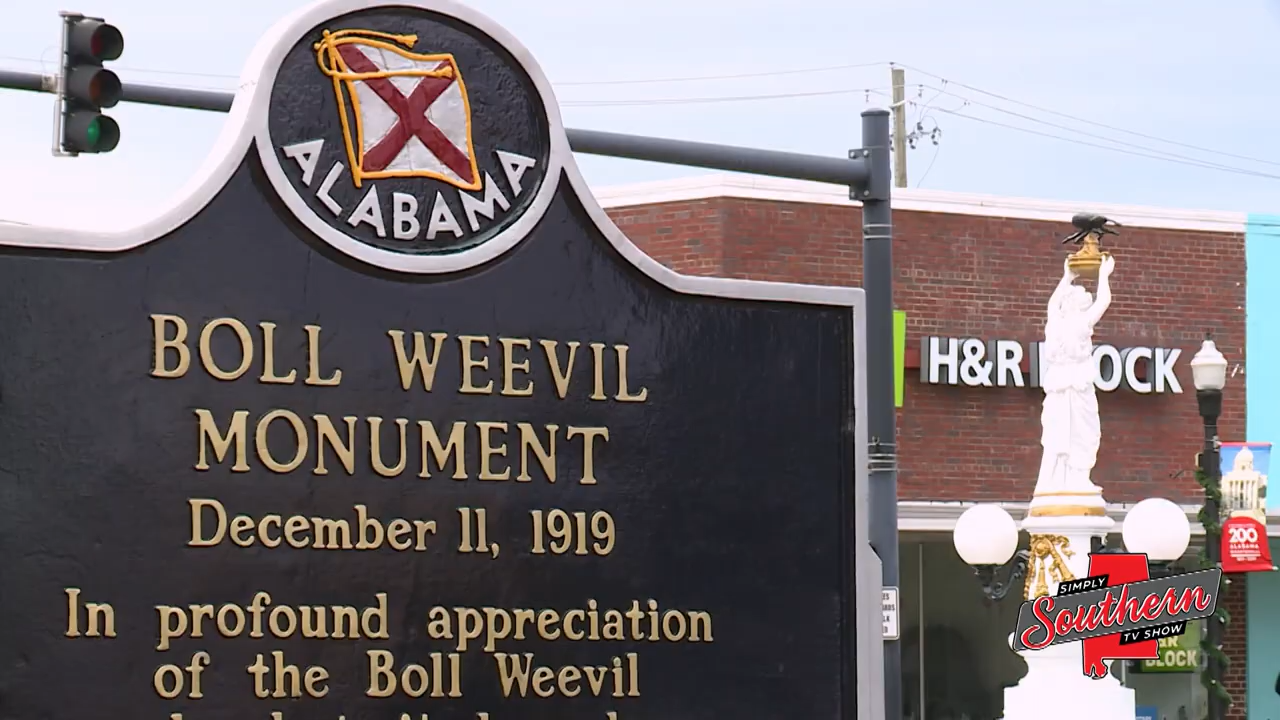 ALABAMA
BOLL WEEVIL
MONUMENT
December 11, 1919
In profound appreciation
of the Boll Weevil
H&R BLOCK
200
ALABAMA
SIMPLY
Southern
TV SHOW
BLOCK